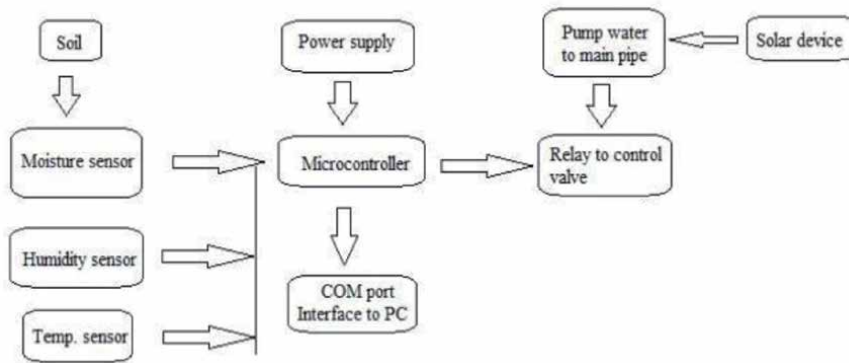 Soil
Power supply
Pump water
to main pipe
Solar device
Moisture sensor
Microcontroller
Relay to control
valve
Humidity sensor
COM port
Interface to PC
Temp. sensor